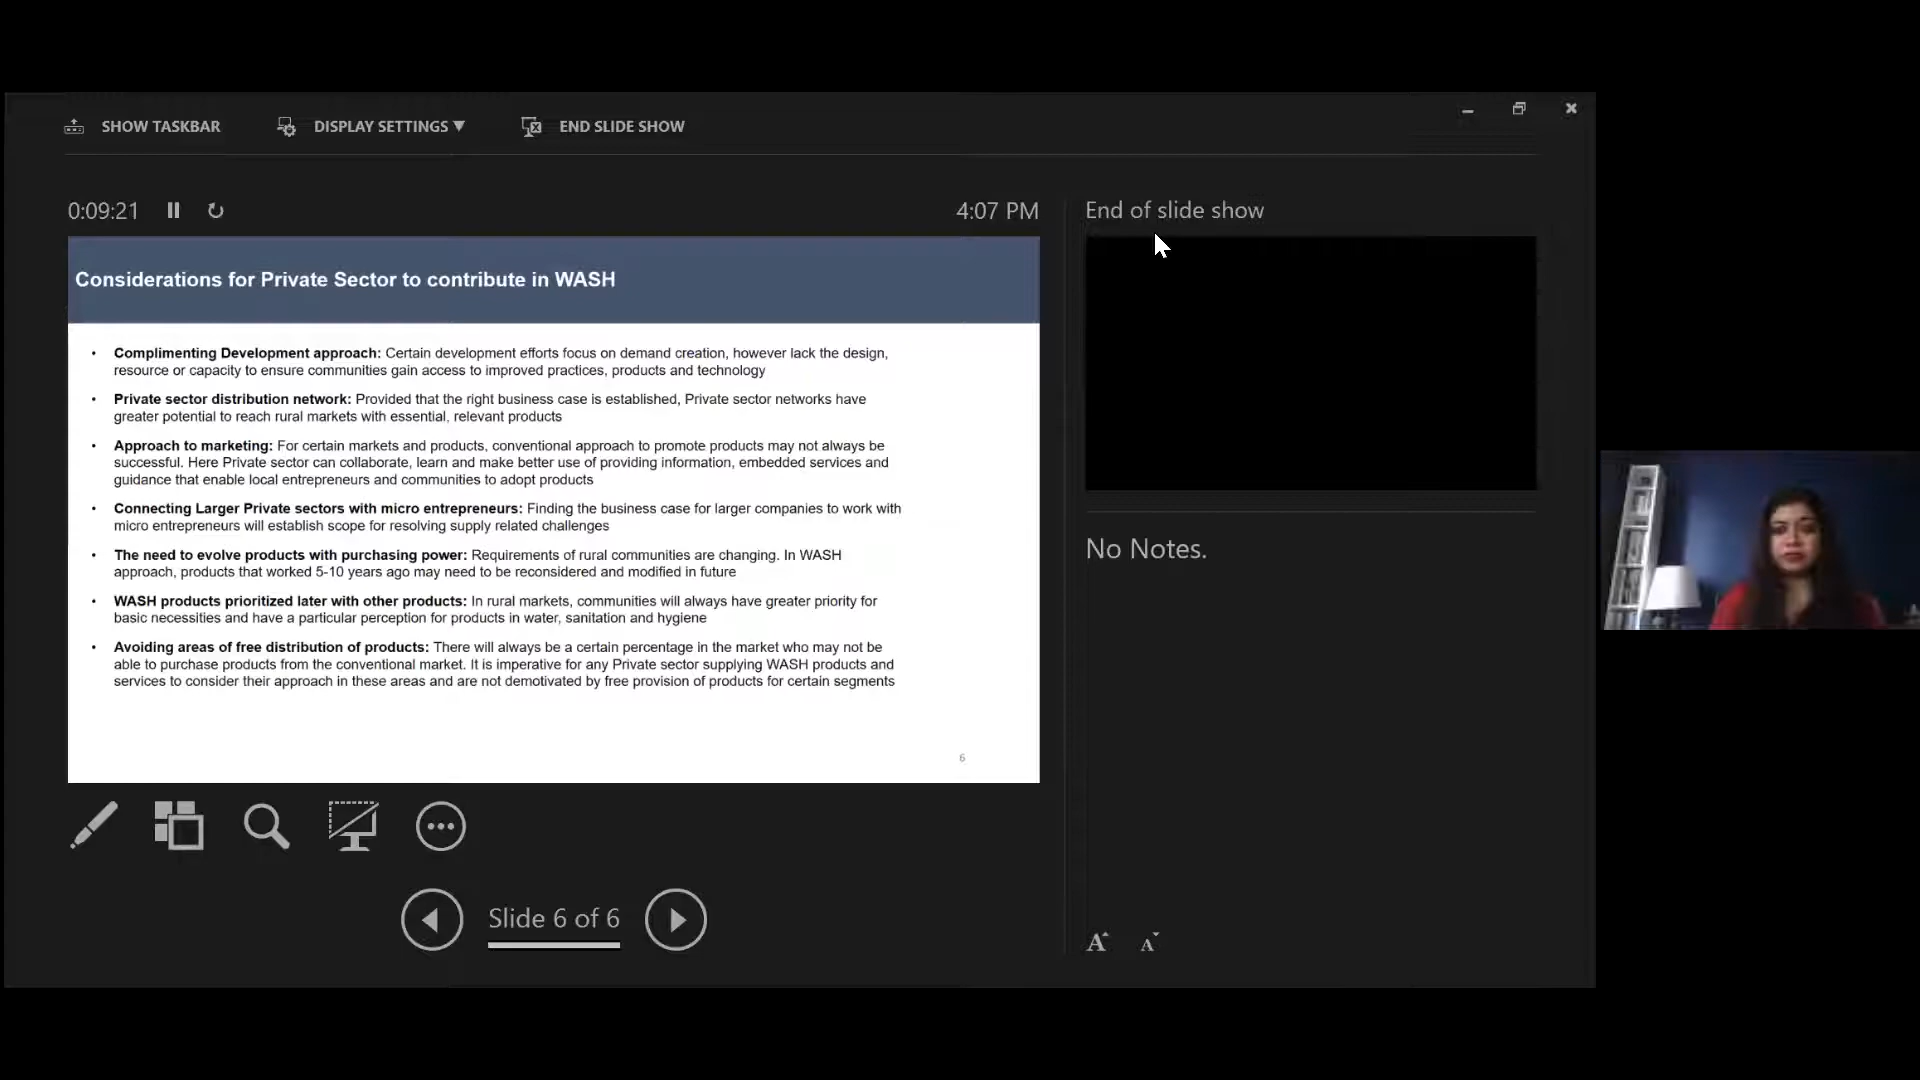 SHOW TASKBAR
DISPLAY SETTINGS ▼
END SLIDE SHOW
0:09:21
4:07 PM
End of slide show
Considerations for Private Sector to contribute in WASH
• Complimenting Development approach: Certain development efforts focus on demand creation, however lack the design,
resource or capacity to ensure communities gain access to improved practices, products and technology
• Private sector distribution network: Provided that the right business case is established, Private sector networks have
greater potential to reach rural markets with essential, relevant products
• Approach to marketing: For certain markets and products, conventional approach to promote products may not always be
successful. Here Private sector can collaborate, learn and make better use of providing information, embedded services and
guidance that enable local entrepreneurs and communities to adopt products
• Connecting Larger Private sectors with micro entrepreneurs: Finding the business case for larger companies to work with
micro entrepreneurs will establish scope for resolving supply related challenges
• The need to evolve products with purchasing power: Requirements of rural communities are changing. In WASH
approach, products that worked 5-10 years ago may need to be reconsidered and modified in future
• WASH products prioritized later with other products: In rural markets, communities will always have greater priority for
basic necessities and have a particular perception for products in water, sanitation and hygiene
• Avoiding areas of free distribution of products: There will always be a certain percentage in the market who may not be
able to purchase products from the conventional market. It is imperative for any Private sector supplying WASH products and
services to consider their approach in these areas and are not demotivated by free provision of products for certain segments
6
No Notes.
Slide 6 of 6
A A